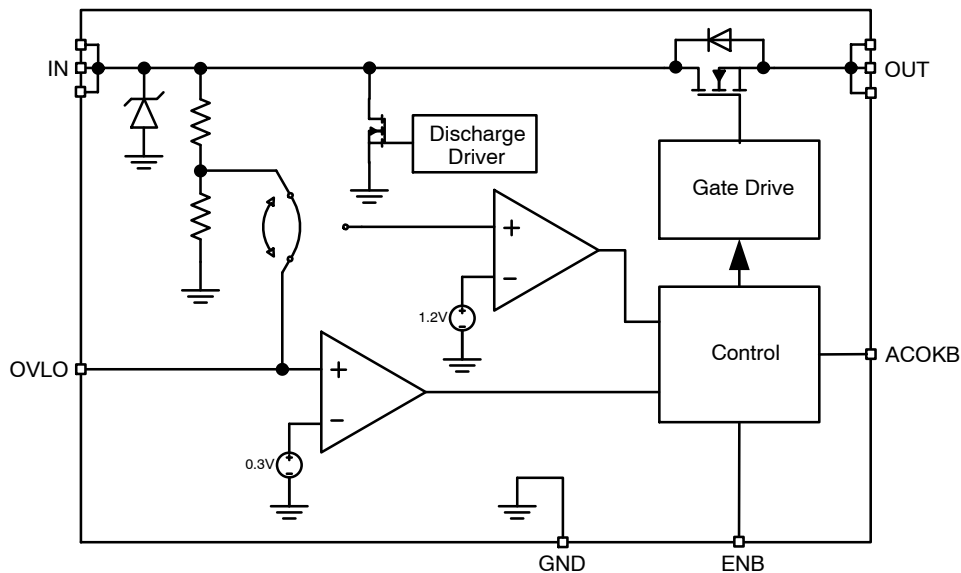 IN
OUT
Discharge
Driver
Gate Drive
+
−
1.2V
+
−
Control
ACOKB
OVLO
+
−
0.3V
+
−
GND
ENB